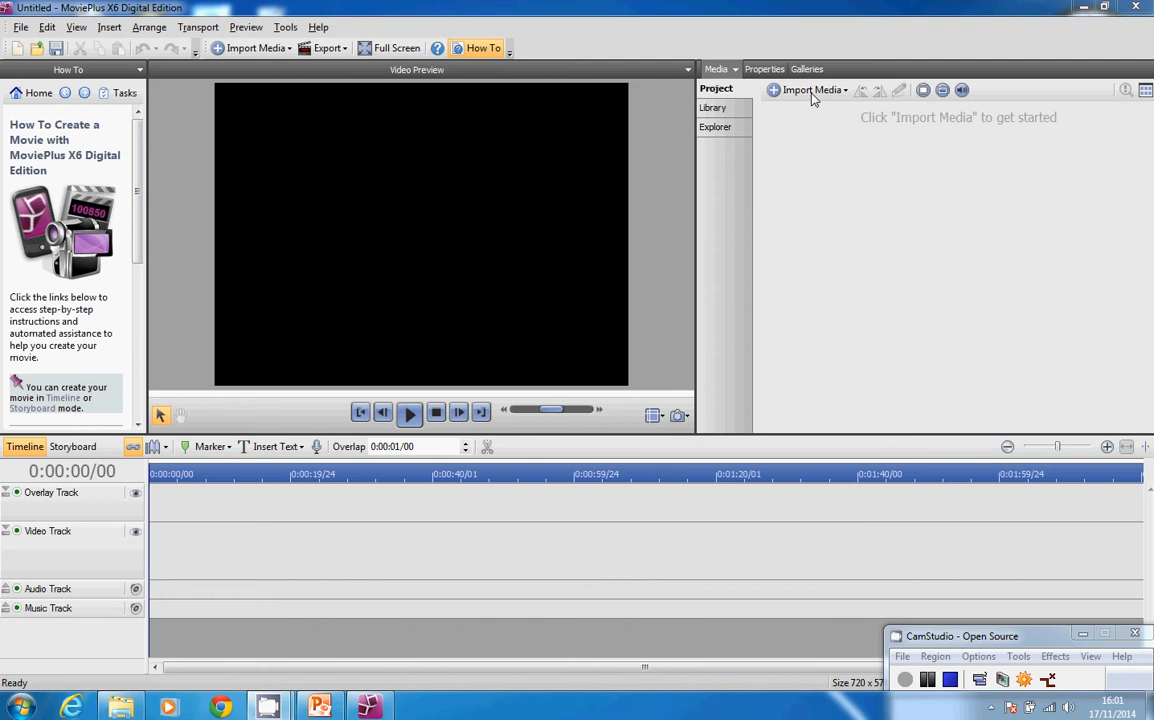 Untitled - MoviePlus X6 Digital Edition
File Edit View Insert Arrange Transport Preview Tools Help
Import Media Export Full Screen How To
How To
Video Preview
Media Properties Galleries
Home Tasks
Project
Import Media
Library
Explorer
Click "Import Media" to get started
How To Create a
Movie with
MoviePlus X6 Digital
Edition
100850
Click the links below to
access step-by-step
instructions and
automated assistance to
help you create your
movie.
You can create your
movie in Timeline or
Storyboard mode.
Timeline Storyboard Marker Insert Text Overlap 0:00:01/00
0:00:00/00
0:00:00/00 0:00:19/24 0:00:40/01 0:00:59/24 0:01:20/01 0:01:40/00 0:01:59/24
Overlay Track
Video Track
Audio Track
Music Track
CamStudio - Open Source
File Region Options Tools Effects View Help
Ready
Size 720 x 57
16:01
17/11/2014